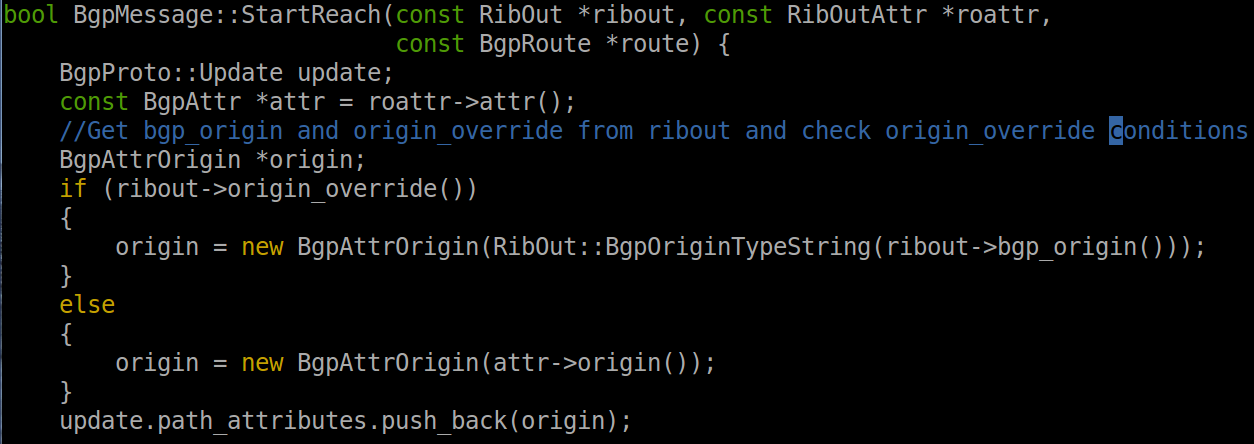 bool BgpMessage::StartReach(const RibOut *ribout, const RibOutAttr *roattr,
                            const BgpRoute *route) {
    BgpProto::Update update;
    const BgpAttr *attr = roattr->attr();
    //Get bgp_origin and origin_override from ribout and check origin_override conditions
    BgpAttrOrigin *origin;
    if (ribout->origin_override())
    {
        origin = new BgpAttrOrigin(RibOut::BgpOriginTypeString(ribout->bgp_origin()));
    }
    else
    {
        origin = new BgpAttrOrigin(attr->origin());
    }
    update.path_attributes.push_back(origin);